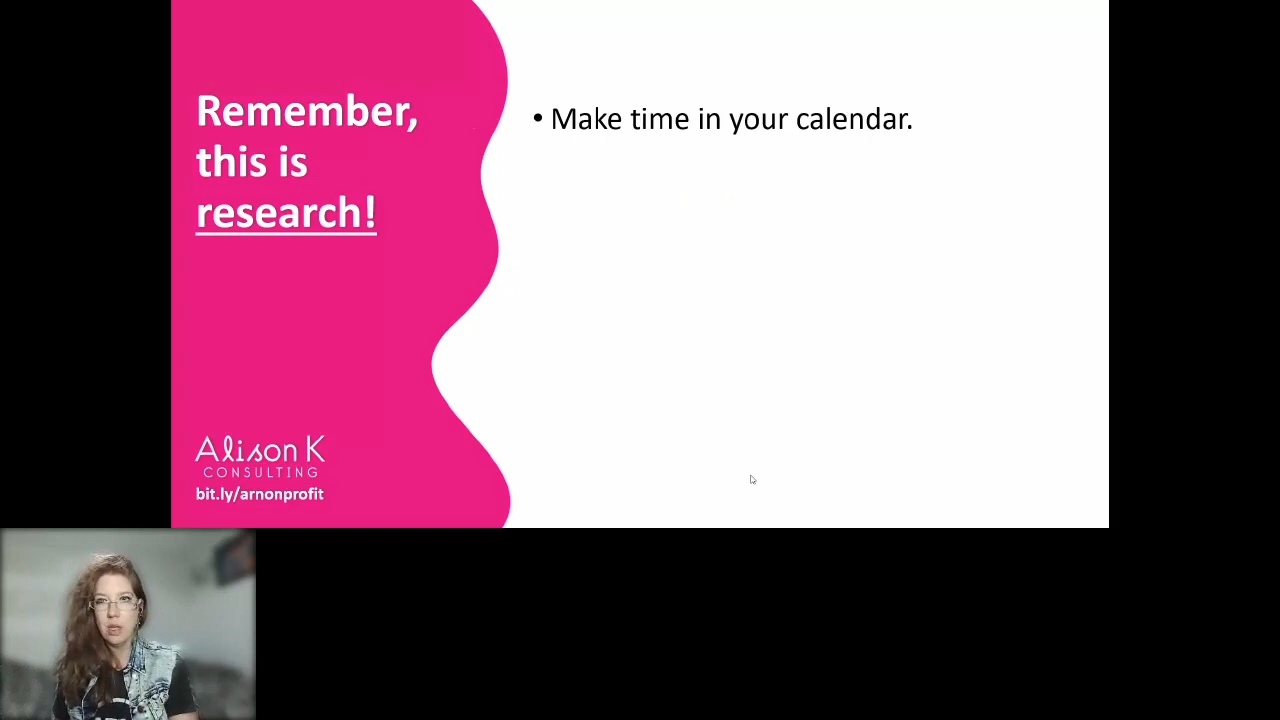 Remember,
this is
research!
• Make time in your calendar.
Alison K
CONSULTING
bit.ly/arnonprofit